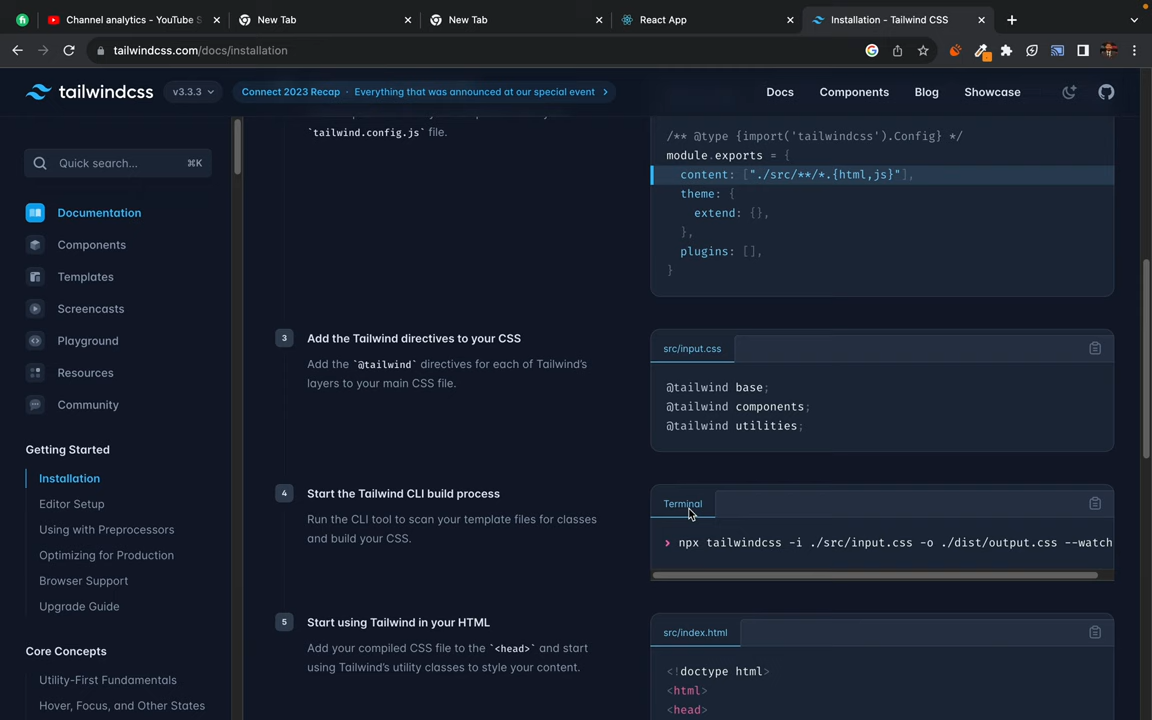 Channel analytics - YouTube S
New Tab
New Tab
React App
Installation - Tailwind CSS
tailwindcss.com/docs/installation
tailwindcss
v3.3.3
Connect 2023 Recap · Everything that was announced at our special event
Docs
Components
Blog
Showcase
Quick search...
⌘K
Documentation
Components
Templates
Screencasts
Playground
Resources
Community
Getting Started
Installation
Editor Setup
Using with Preprocessors
Optimizing for Production
Browser Support
Upgrade Guide
Core Concepts
Utility-First Fundamentals
Hover, Focus, and Other States
`tailwind.config.js` file.
/** @type {import('tailwindcss').Config} */
module.exports = {
content: ["./src/**/*.{html,js}"],
theme: {
extend: {},
},
plugins: [],
}
3
Add the Tailwind directives to your CSS
Add the `@tailwind` directives for each of Tailwind's
layers to your main CSS file.
src/input.css
@tailwind base;
@tailwind components;
@tailwind utilities;
4
Start the Tailwind CLI build process
Run the CLI tool to scan your template files for classes
and build your CSS.
Terminal
> npx tailwindcss -i ./src/input.css -o ./dist/output.css --watch
5
Start using Tailwind in your HTML
Add your compiled CSS file to the `<head>` and start
using Tailwind's utility classes to style your content.
src/index.html
<!doctype html>
<html>
<head>